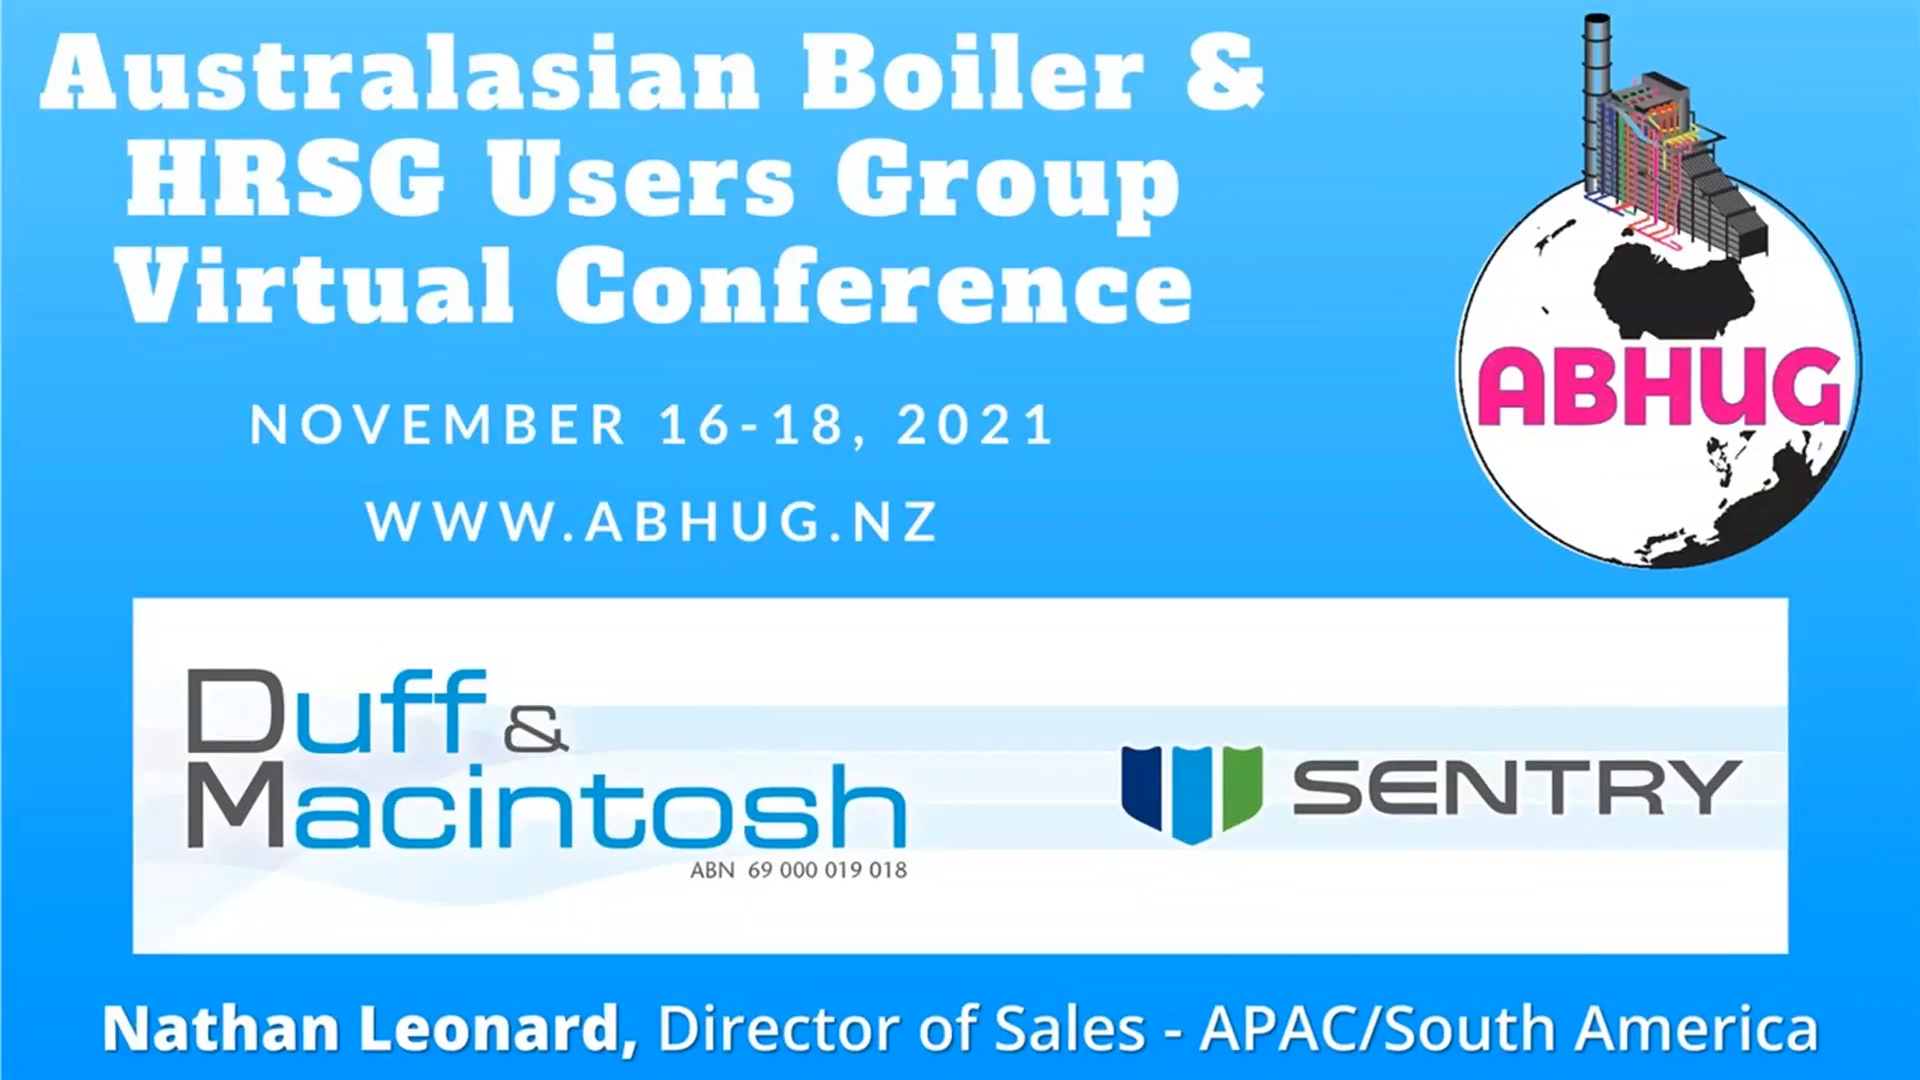 Australasian Boiler &
HRSG Users Group
Virtual Conference
NOVEMBER 16-18, 2021
WWW.ABHUG.NZ
ABHUG
Duff &
Macintosh
ABN 69 000 019 018
SENTRY
Nathan Leonard, Director of Sales - APAC/South America